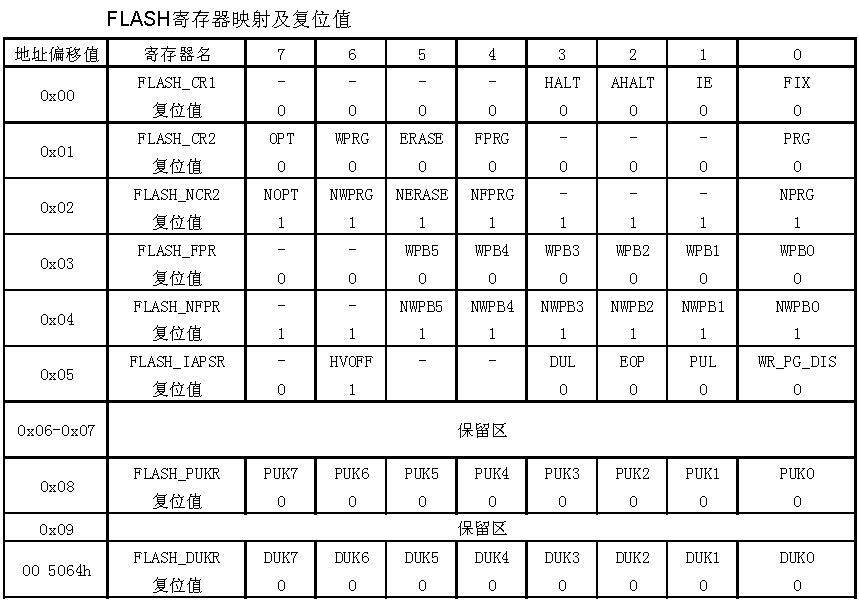 FLASH寄存器映射及复位值
地址偏移值 寄存器名 7 6 5 4 3 2 1 0
0x00 FLASH_CR1 - - - - HALT AHALT IE FIX
复位值 0 0 0 0 0 0 0 0
0x01 FLASH_CR2 OPT WPRG ERASE FPRG - - - PRG
复位值 0 0 0 0 0 0 0 0
0x02 FLASH_NCR2 NOPT NWPRG NERASE NFPRG - - - NPRG
复位值 1 1 1 1 1 1 1 1
0x03 FLASH_FPR - - WPB5 WPB4 WPB3 WPB2 WPB1 WPB0
复位值 0 0 0 0 0 0 0 0
0x04 FLASH_NFPR - - NWPB5 NWPB4 NWPB3 NWPB2 NWPB1 NWPB0
复位值 1 1 1 1 1 1 1 1
0x05 FLASH_IAPSR - HVOFF - - DUL EOP PUL WR_PG_DIS
复位值 0 1 0 0 0 0
0x06-0x07 保留区
0x08 FLASH_PUKR PUK7 PUK6 PUK5 PUK4 PUK3 PUK2 PUK1 PUK0
复位值 0 0 0 0 0 0 0 0
0x09 保留区
00 5064h FLASH_DUKR DUK7 DUK6 DUK5 DUK4 DUK3 DUK2 DUK1 DUK0
复位值 0 0 0 0 0 0 0 0